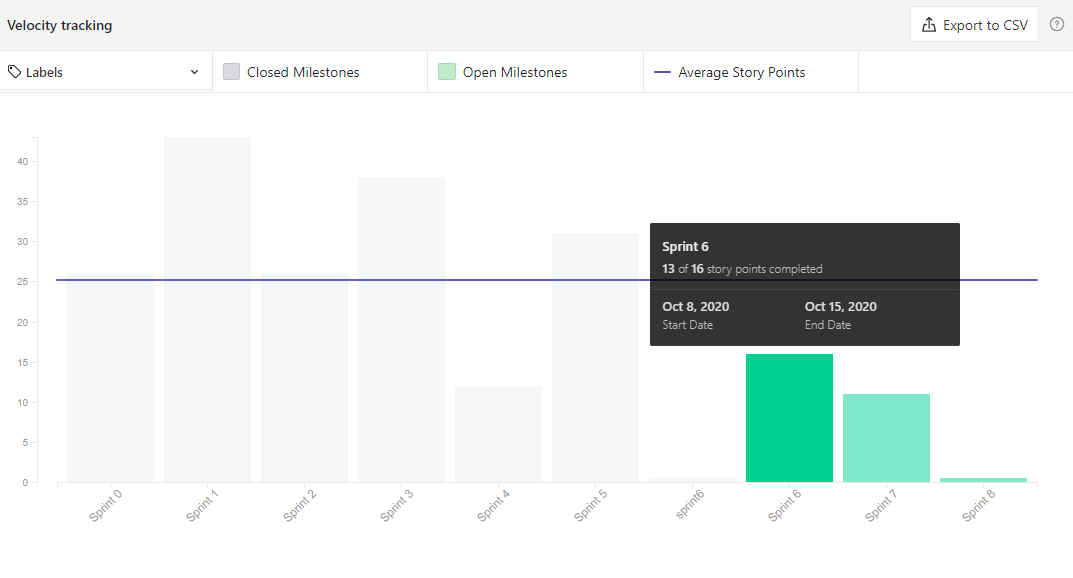 Velocity tracking
Export to CSV
?
Labels
Closed Milestones
Open Milestones
Average Story Points
40
35
30
25
20
15
10
5
0
Sprint 6
13 of 16 story points completed
Oct 8, 2020 Oct 15, 2020
Start Date End Date
Sprint 0
Sprint 1
Sprint 2
Sprint 3
Sprint 4
Sprint 5
sprint6
Sprint 6
Sprint 7
Sprint 8